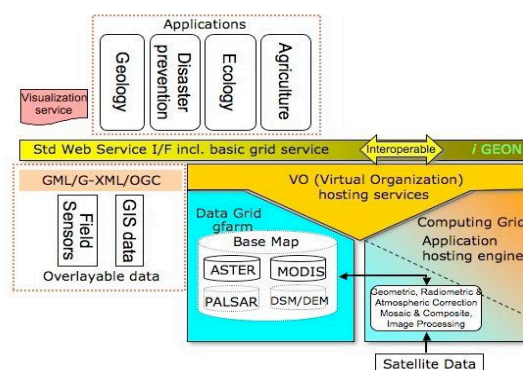 Applications
Geology
Disaster
prevention
Ecology
Agriculture
Visualization
service
Std Web Service I/F incl. basic grid service
Interoperable
i GEON
GML/G-XML/OGC
Field
Sensors
GIS data
Overlayable data
VO (Virtual Organization)
hosting services
Data Grid
gfarm
Base Map
ASTER
MODIS
PALSAR
DSM/DEM
Computing Grid
Application
hosting engine
Geometric, Radiometric &
Atmospheric Correction
Mosaic & Composite,
Image Processing
Satellite Data